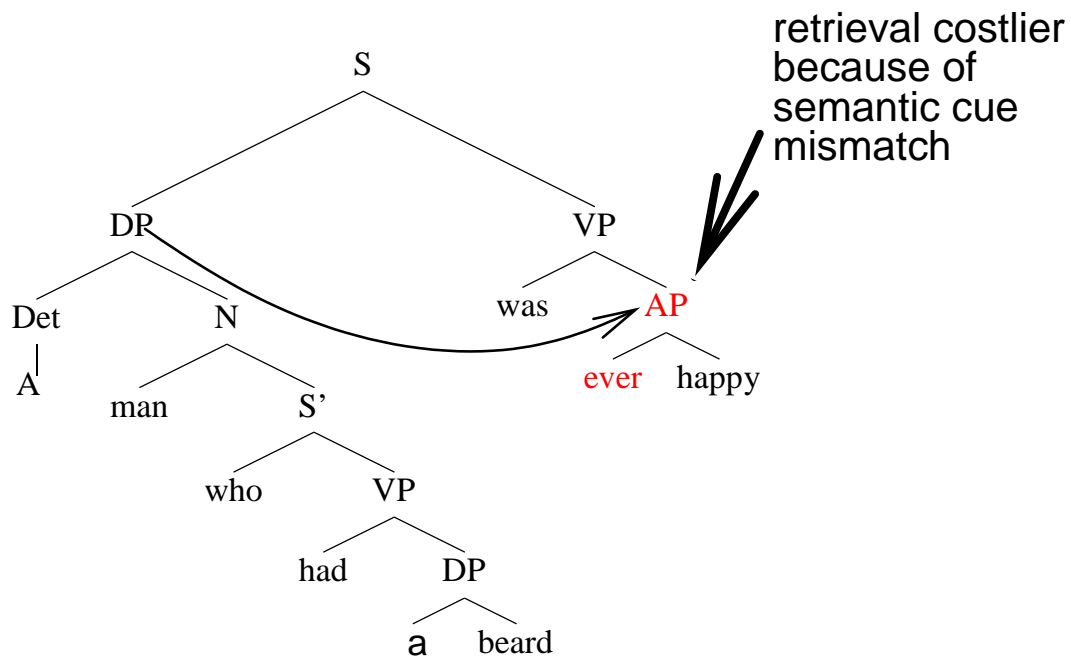 retrieval costlier
because of
semantic cue
mismatch
S
DP VP
Det N was AP
A man S’ ever happy
who VP
had DP
a beard